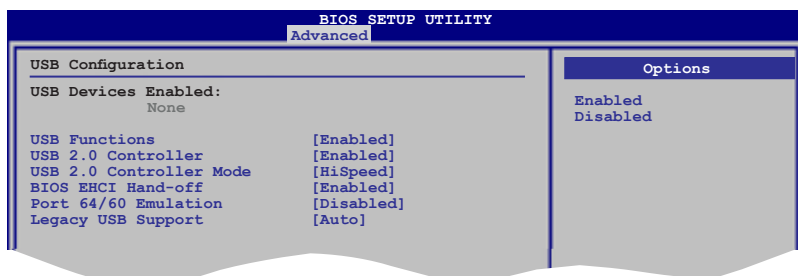 BIOS SETUP UTILITY
Advanced
USB Configuration
USB Devices Enabled:
None
USB Functions [Enabled]
USB 2.0 Controller [Enabled]
USB 2.0 Controller Mode [HiSpeed]
BIOS EHCI Hand-off [Enabled]
Port 64/60 Emulation [Disabled]
Legacy USB Support [Auto]
Options
Enabled
Disabled